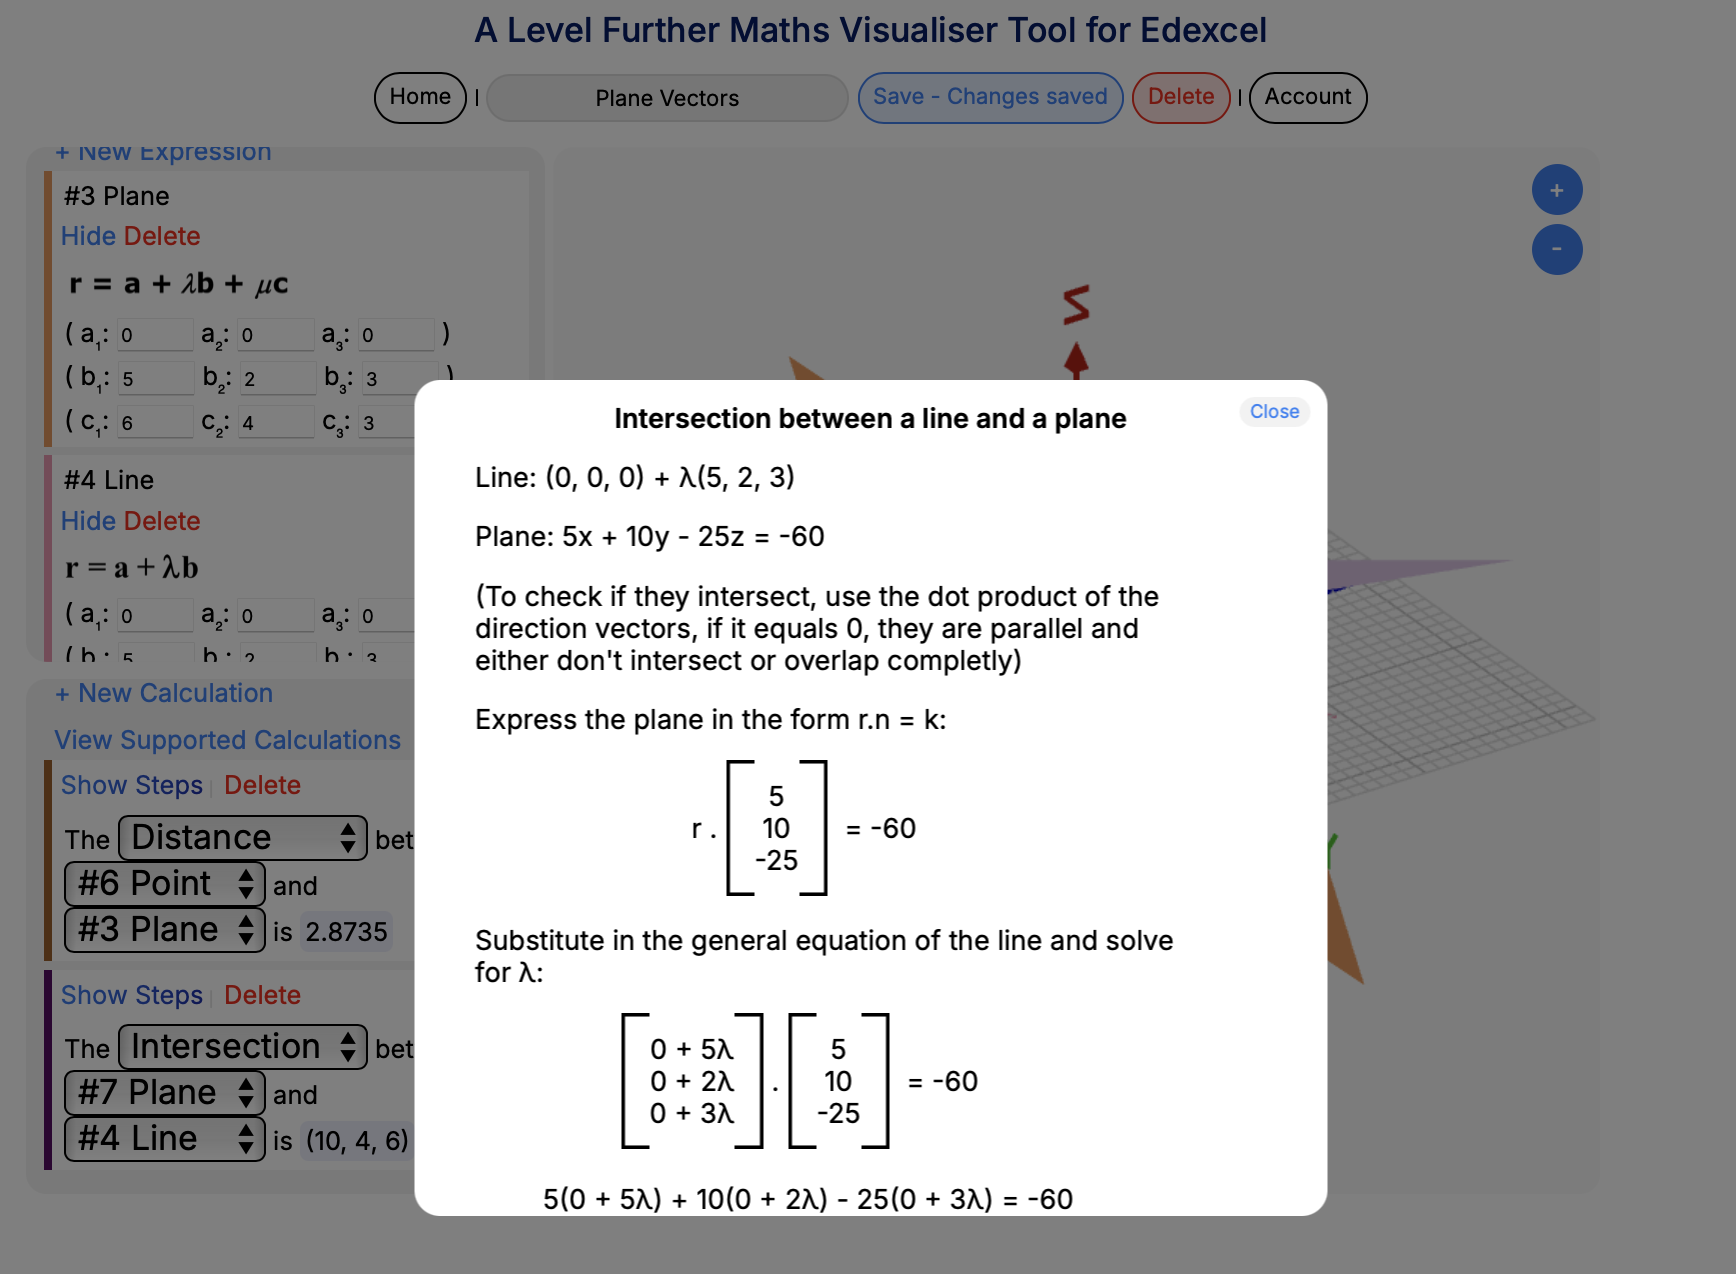 A Level Further Maths Visualiser Tool for Edexcel
Home | Plane Vectors Save - Changes saved Delete | Account
+ New Expression
#3 Plane
Hide Delete
r = a + λb + μc
( a₁: 0 a₂: 0 a₃: 0 )
( b₁: 5 b₂: 2 b₃: 3 )
( c₁: 6 c₂: 4 c₃: 3
#4 Line
Hide Delete
r = a + λb
( a₁: 0 a₂: 0 a₃: 0
( b : 5 b : 2 b : 3
+ New Calculation
View Supported Calculations
Show Steps | Delete
The Distance bet
#6 Point and
#3 Plane is 2.8735
Show Steps | Delete
The Intersection bet
#7 Plane and
#4 Line is (10, 4, 6)
+
-
Z
Y
Intersection between a line and a plane
Close
Line: (0, 0, 0) + λ(5, 2, 3)
Plane: 5x + 10y - 25z = -60
(To check if they intersect, use the dot product of the
direction vectors, if it equals 0, they are parallel and
either don't intersect or overlap completly)
Express the plane in the form r.n = k:
5
r . 10 = -60
-25
Substitute in the general equation of the line and solve
for λ:
0 + 5λ 5
0 + 2λ . 10 = -60
0 + 3λ -25
5(0 + 5λ) + 10(0 + 2λ) - 25(0 + 3λ) = -60